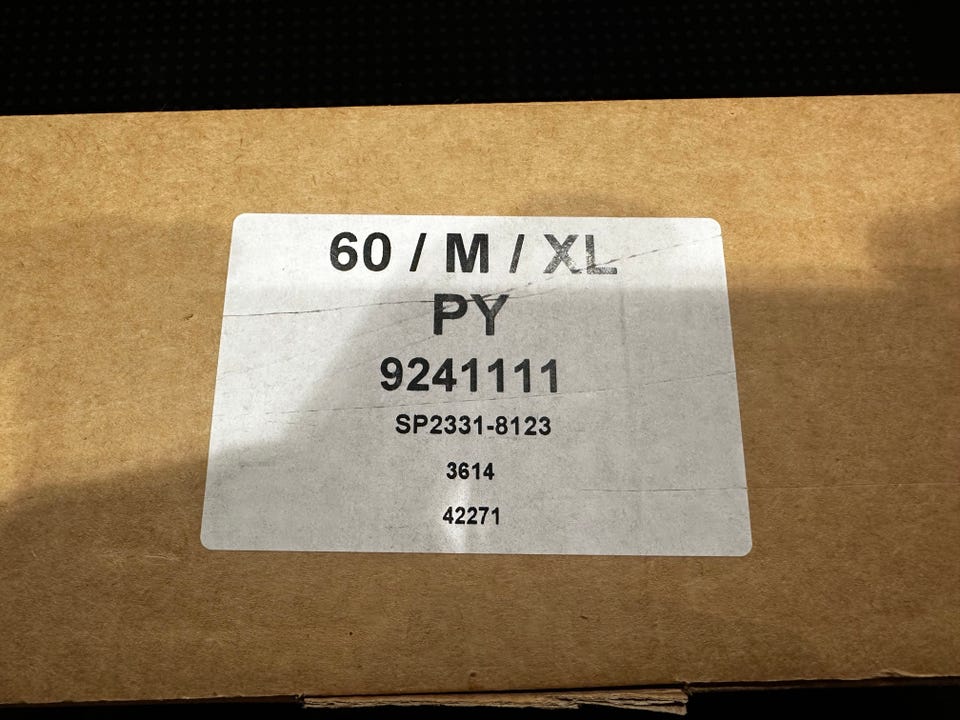 60 / M / XL
PY
9241111
SP2331-8123
3614
42271